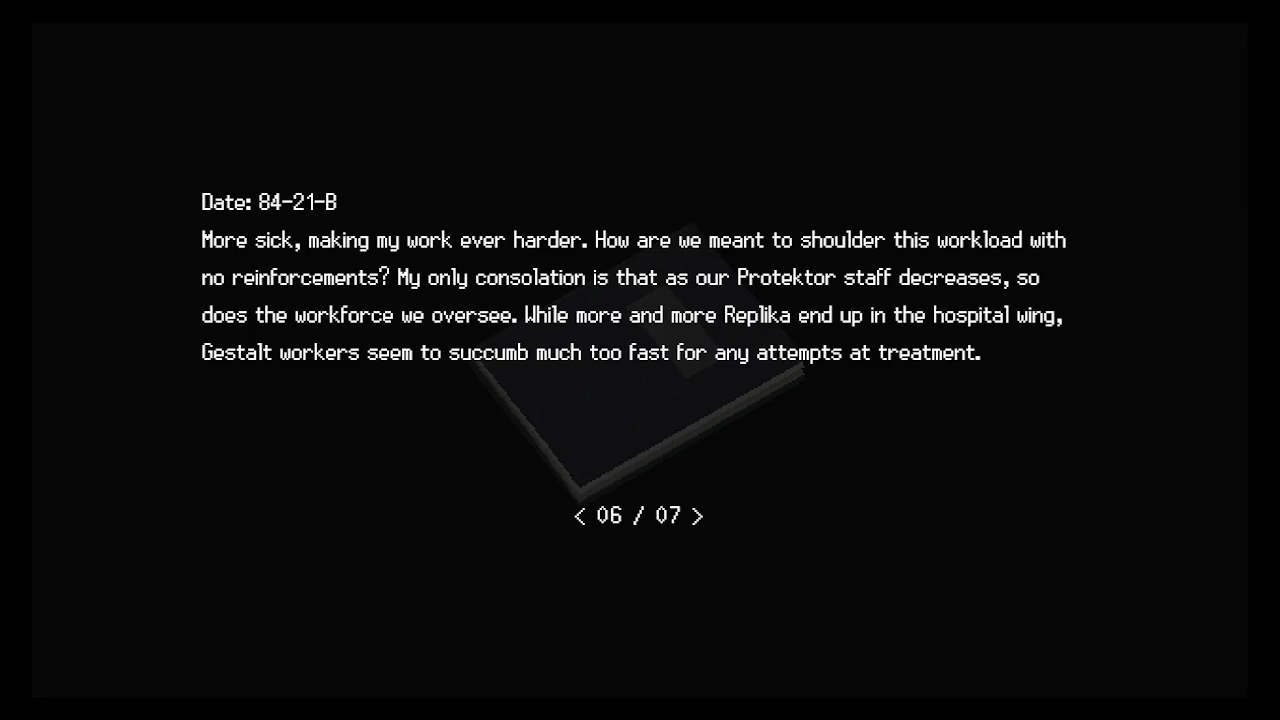 Date: 84-21-B
More sick, making my work ever harder. How are we meant to shoulder this workload with
no reinforcements? My only consolation is that as our Protektor staff decreases, so
does the workforce we oversee. While more and more Replika end up in the hospital wing,
Gestalt workers seem to succumb much too fast for any attempts at treatment.
< 06 / 07 >